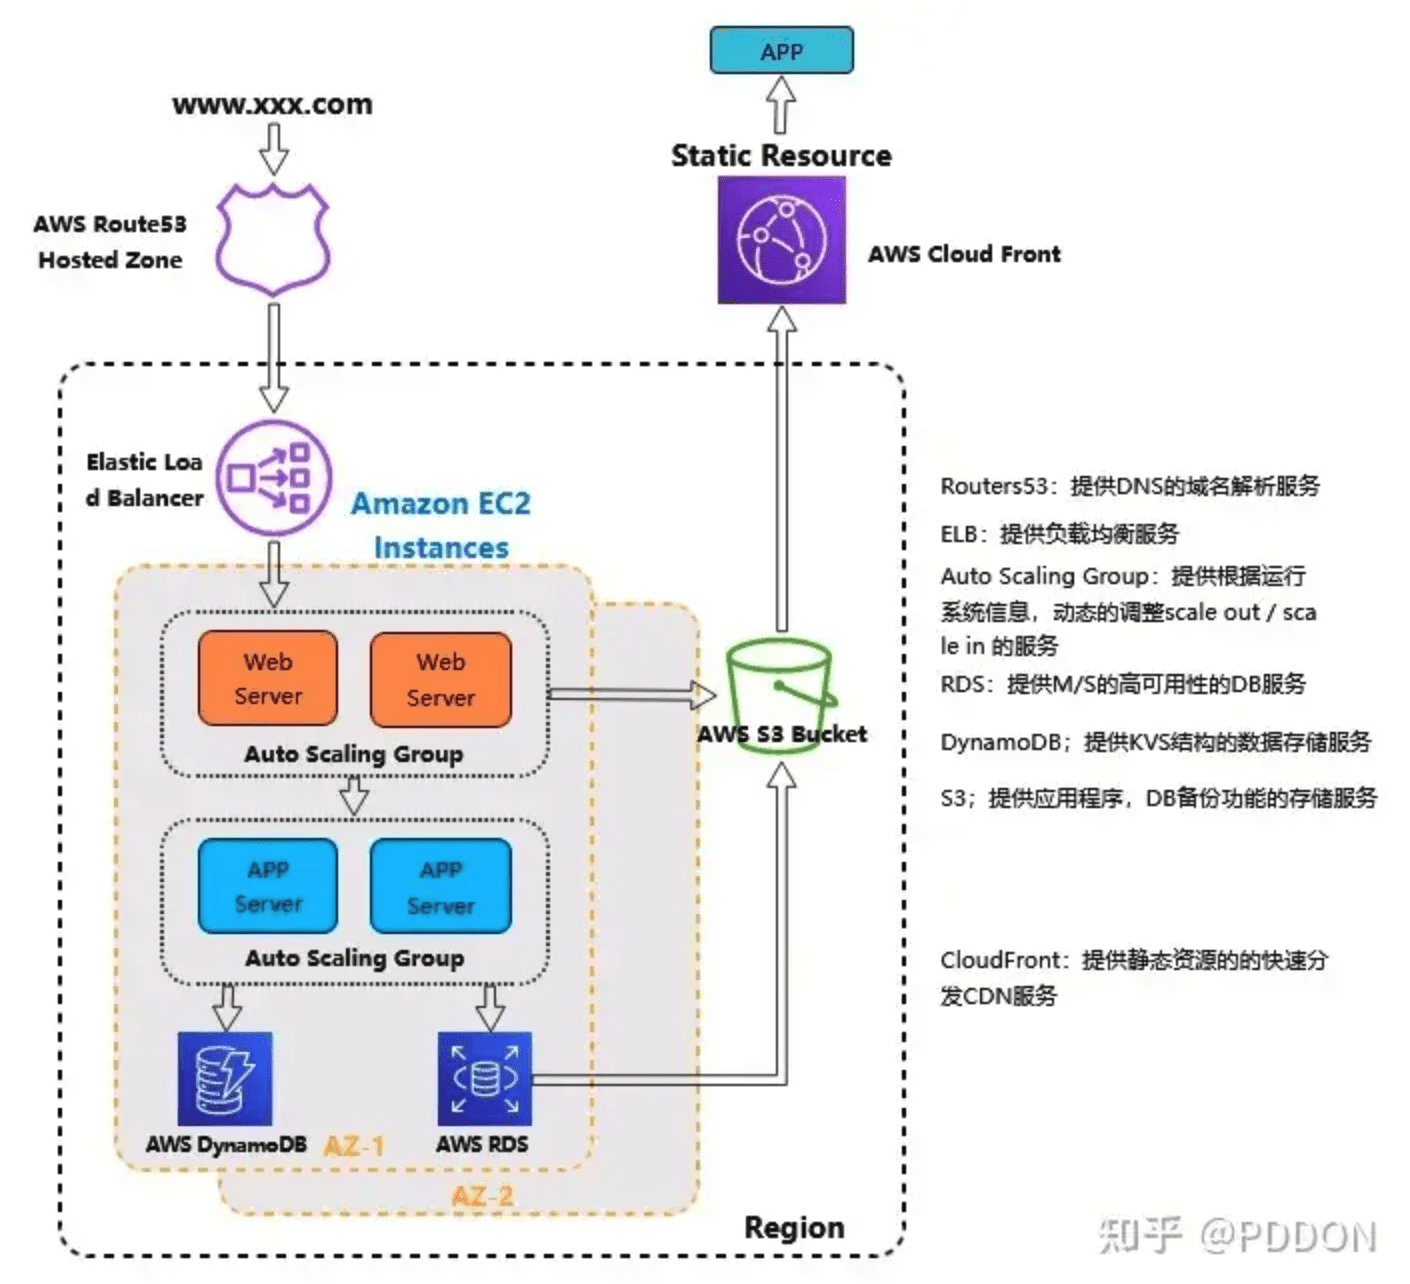 APP
www.xxx.com
Static Resource
AWS Route53
Hosted Zone
AWS Cloud Front
Elastic Loa
d Balancer
Amazon EC2
Instances
Web
Server
Web
Server
Auto Scaling Group
AWS S3 Bucket
APP
Server
APP
Server
Auto Scaling Group
AWS DynamoDB
AZ-1
AWS RDS
AZ-2
Region
Routers53：提供DNS的域名解析服务
ELB：提供负载均衡服务
Auto Scaling Group：提供根据运行
系统信息，动态的调整scale out / sca
le in 的服务
RDS：提供M/S的高可用性的DB服务
DynamoDB；提供KVS结构的数据存储服务
S3；提供应用程序，DB备份功能的存储服务
CloudFront：提供静态资源的的快速分
发CDN服务
知乎 @PDDON